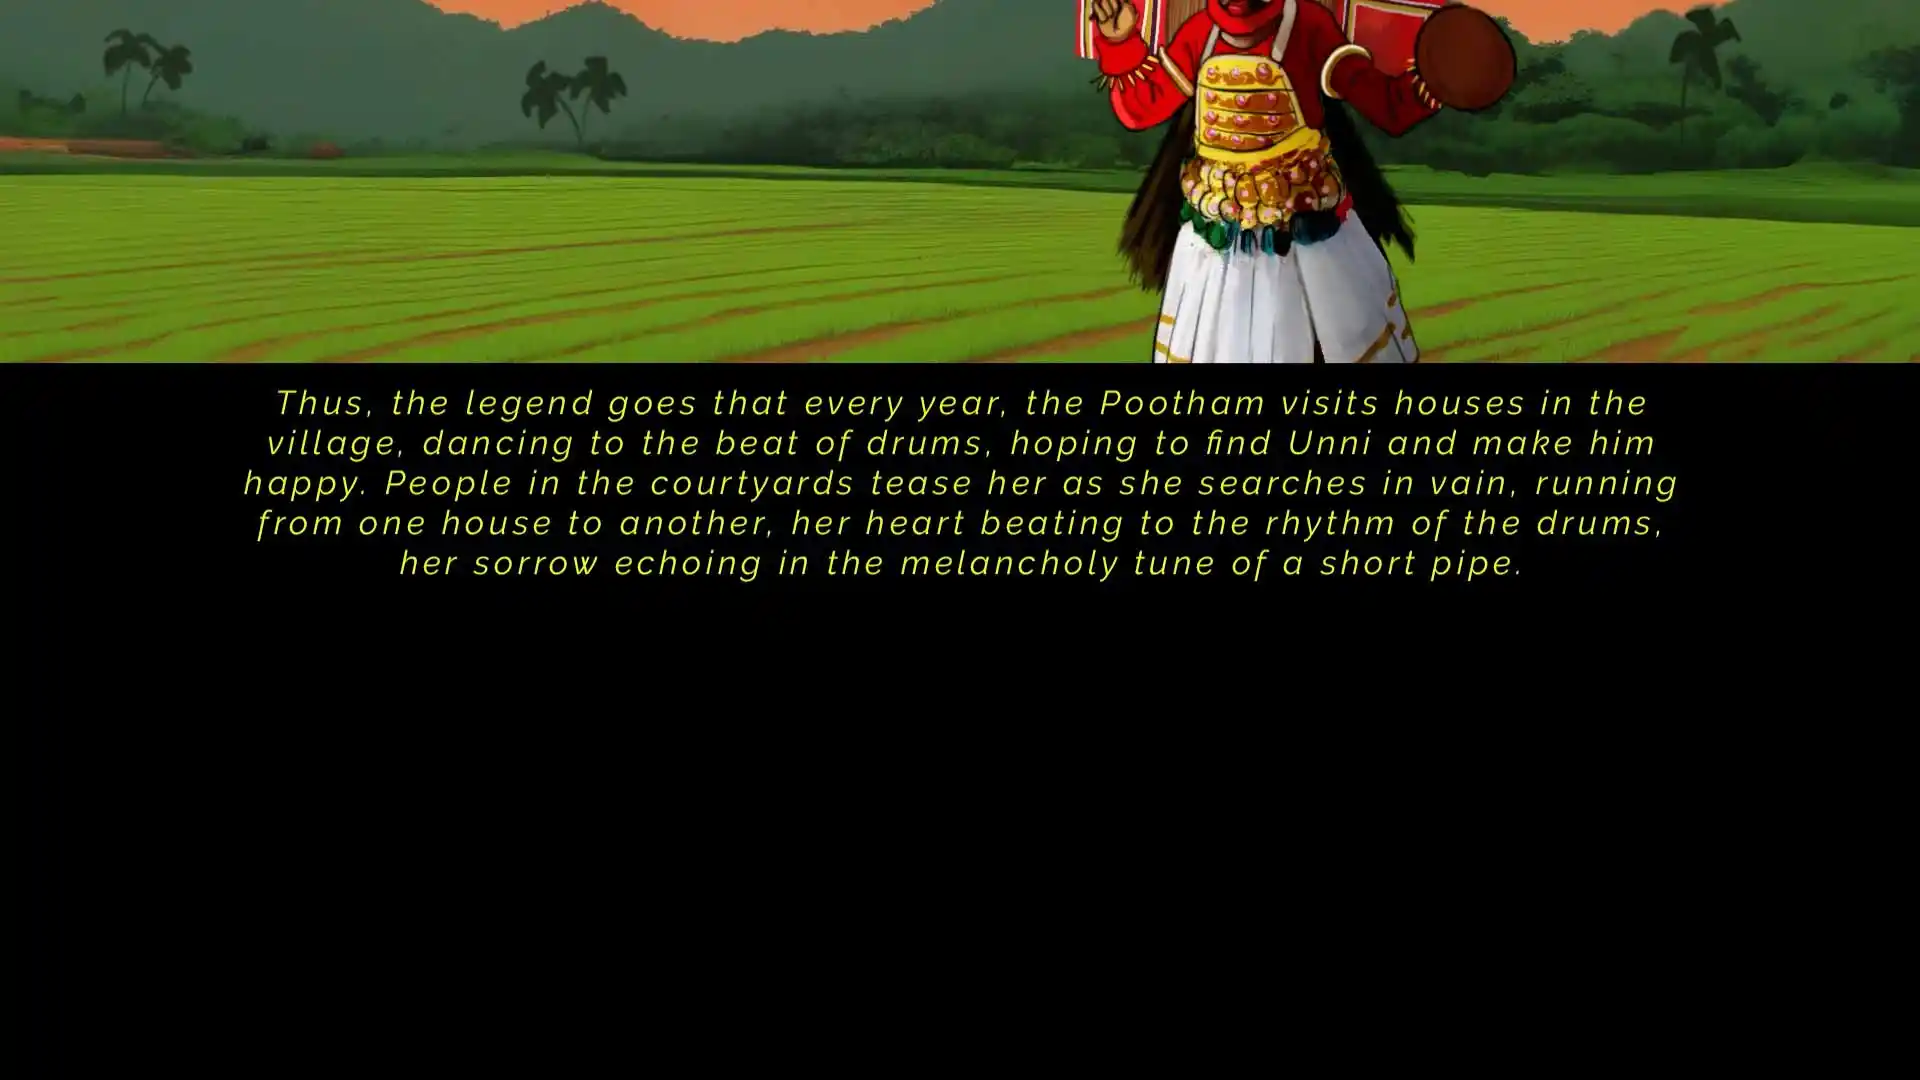 Thus, the legend goes that every year, the Pootham visits houses in the
village, dancing to the beat of drums, hoping to find Unni and make him
happy. People in the courtyards tease her as she searches in vain, running
from one house to another, her heart beating to the rhythm of the drums,
her sorrow echoing in the melancholy tune of a short pipe.